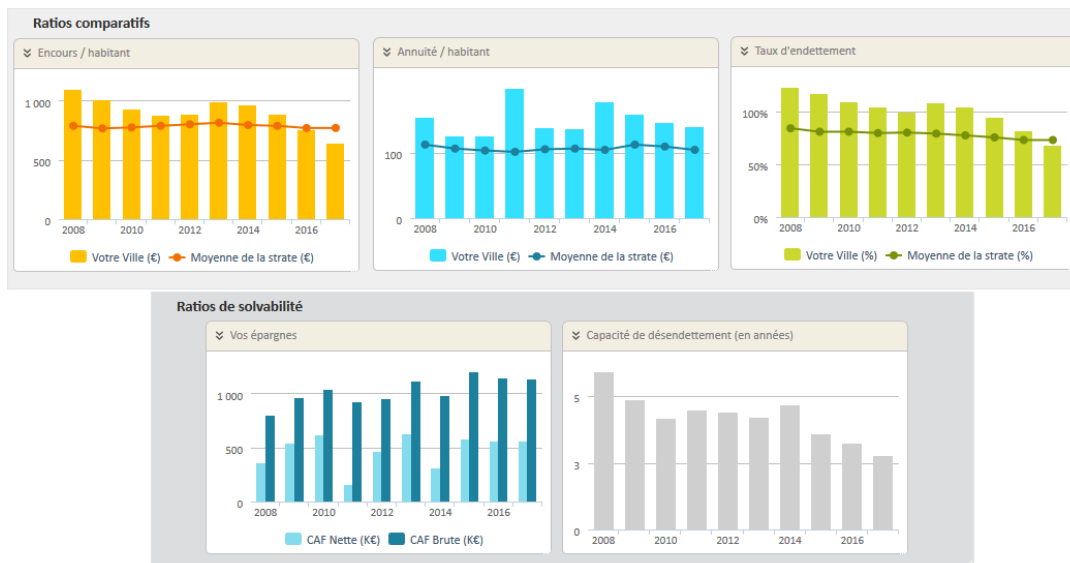 Ratios comparatifs
Encours / habitant
1 000
500
0
2008 2010 2012 2014 2016
Votre Ville (€) Moyenne de la strate (€)
Annuité / habitant
100
0
2008 2010 2012 2014 2016
Votre Ville (€) Moyenne de la strate (€)
Taux d'endettement
100%
50%
0%
2008 2010 2012 2014 2016
Votre Ville (%) Moyenne de la strate (%)
Ratios de solvabilité
Vos épargnes
1 000
500
0
2008 2010 2012 2014 2016
CAF Nette (K€) CAF Brute (K€)
Capacité de désendettement (en années)
5
3
0
2008 2010 2012 2014 2016